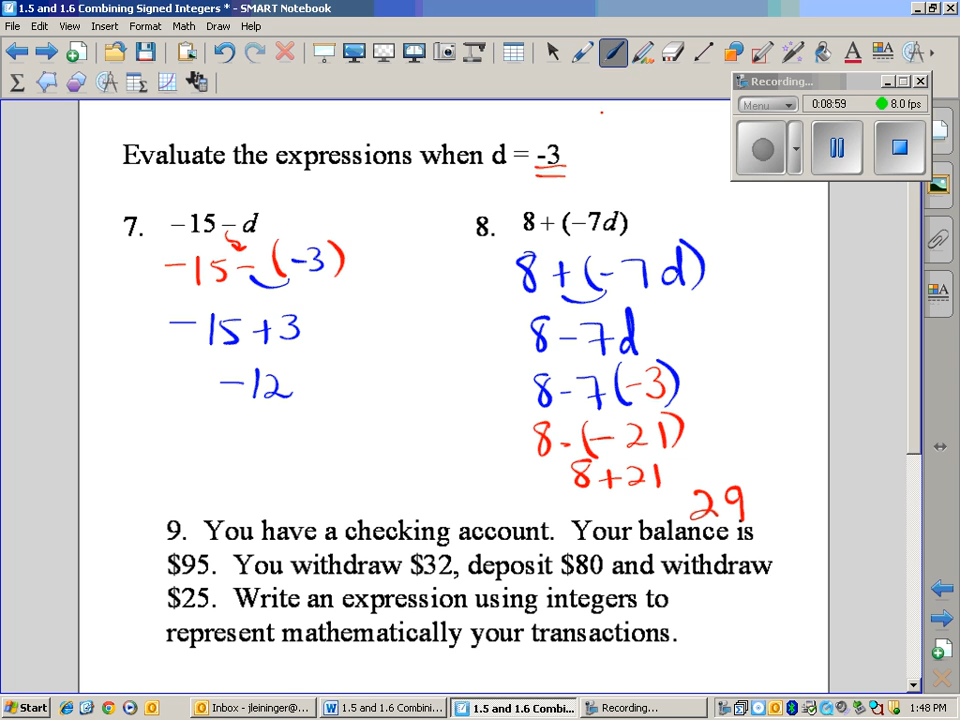 1.5 and 1.6 Combining Signed Integers * - SMART Notebook
File Edit View Insert Format Math Draw Help
Recording...
Menu 0:08:59 8.0 fps
Evaluate the expressions when d = -3
7. −15 − d
-15 - (-3)
-15 + 3
-12
8. 8 + (−7d)
8 + (-7d)
8 - 7d
8 - 7(-3)
8 - (-21)
8 + 21
29
9. You have a checking account. Your balance is
$95. You withdraw $32, deposit $80 and withdraw
$25. Write an expression using integers to
represent mathematically your transactions.
Start Inbox - jleininger@... 1.5 and 1.6 Combini... 1.5 and 1.6 Combi... Recording... 1:48 PM